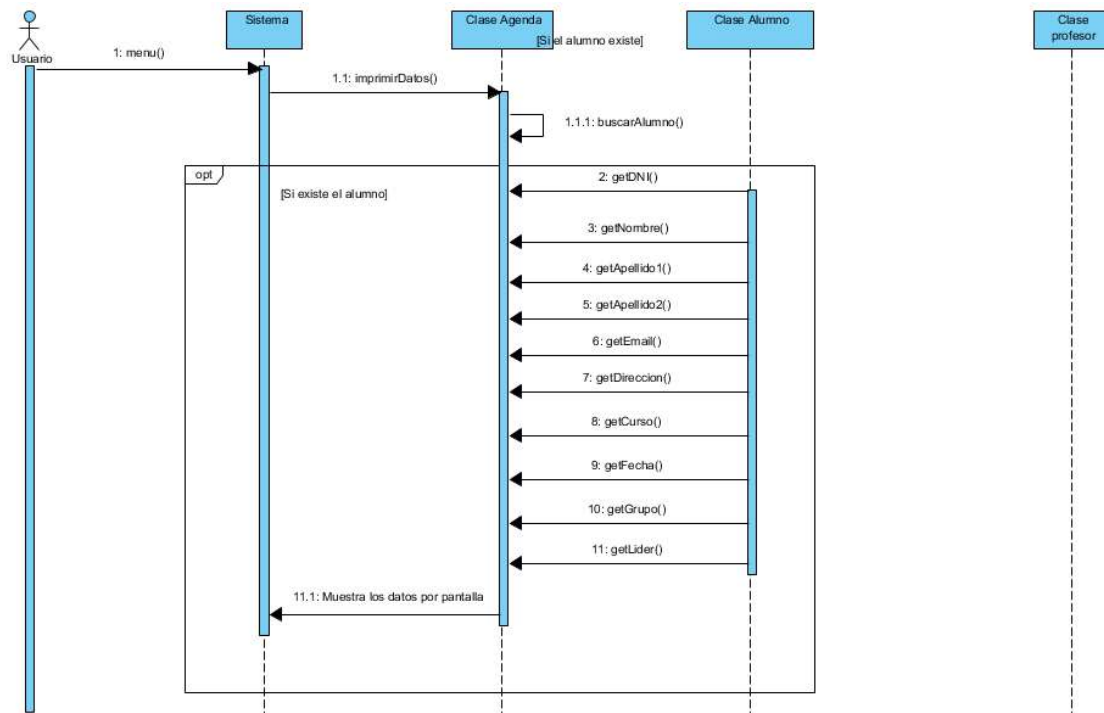 Sistema
Clase Agenda
Clase Alumno
Clase
profesor
[Si el alumno existe]
Usuario
1: menu()
1.1: imprimirDatos()
1.1.1: buscarAlumno()
opt
[Si existe el alumno]
2: getDNI()
3: getNombre()
4: getApellido1()
5: getApellido2()
6: getEmail()
7: getDireccion()
8: getCurso()
9: getFecha()
10: getGrupo()
11: getLider()
11.1: Muestra los datos por pantalla